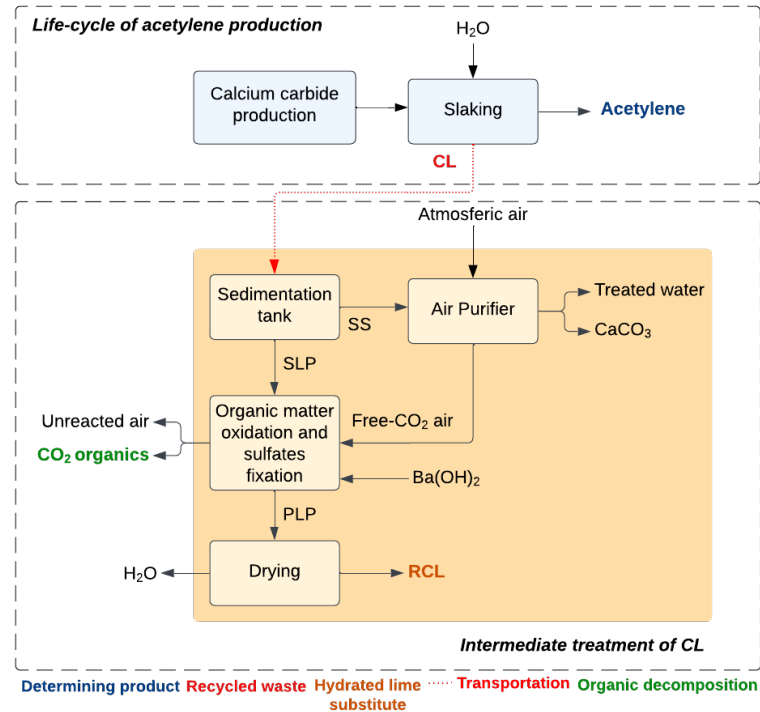 Life-cycle of acetylene production
H₂O
Calcium carbide
production
Slaking
Acetylene
CL
Atmosferic air
Sedimentation
tank
SS
Air Purifier
Treated water
CaCO₃
SLP
Unreacted air
CO₂ organics
Organic matter
oxidation and
sulfates
fixation
Free-CO₂ air
Ba(OH)₂
PLP
H₂O
Drying
RCL
Intermediate treatment of CL
Determining product Recycled waste Hydrated lime Transportation Organic decomposition
substitute